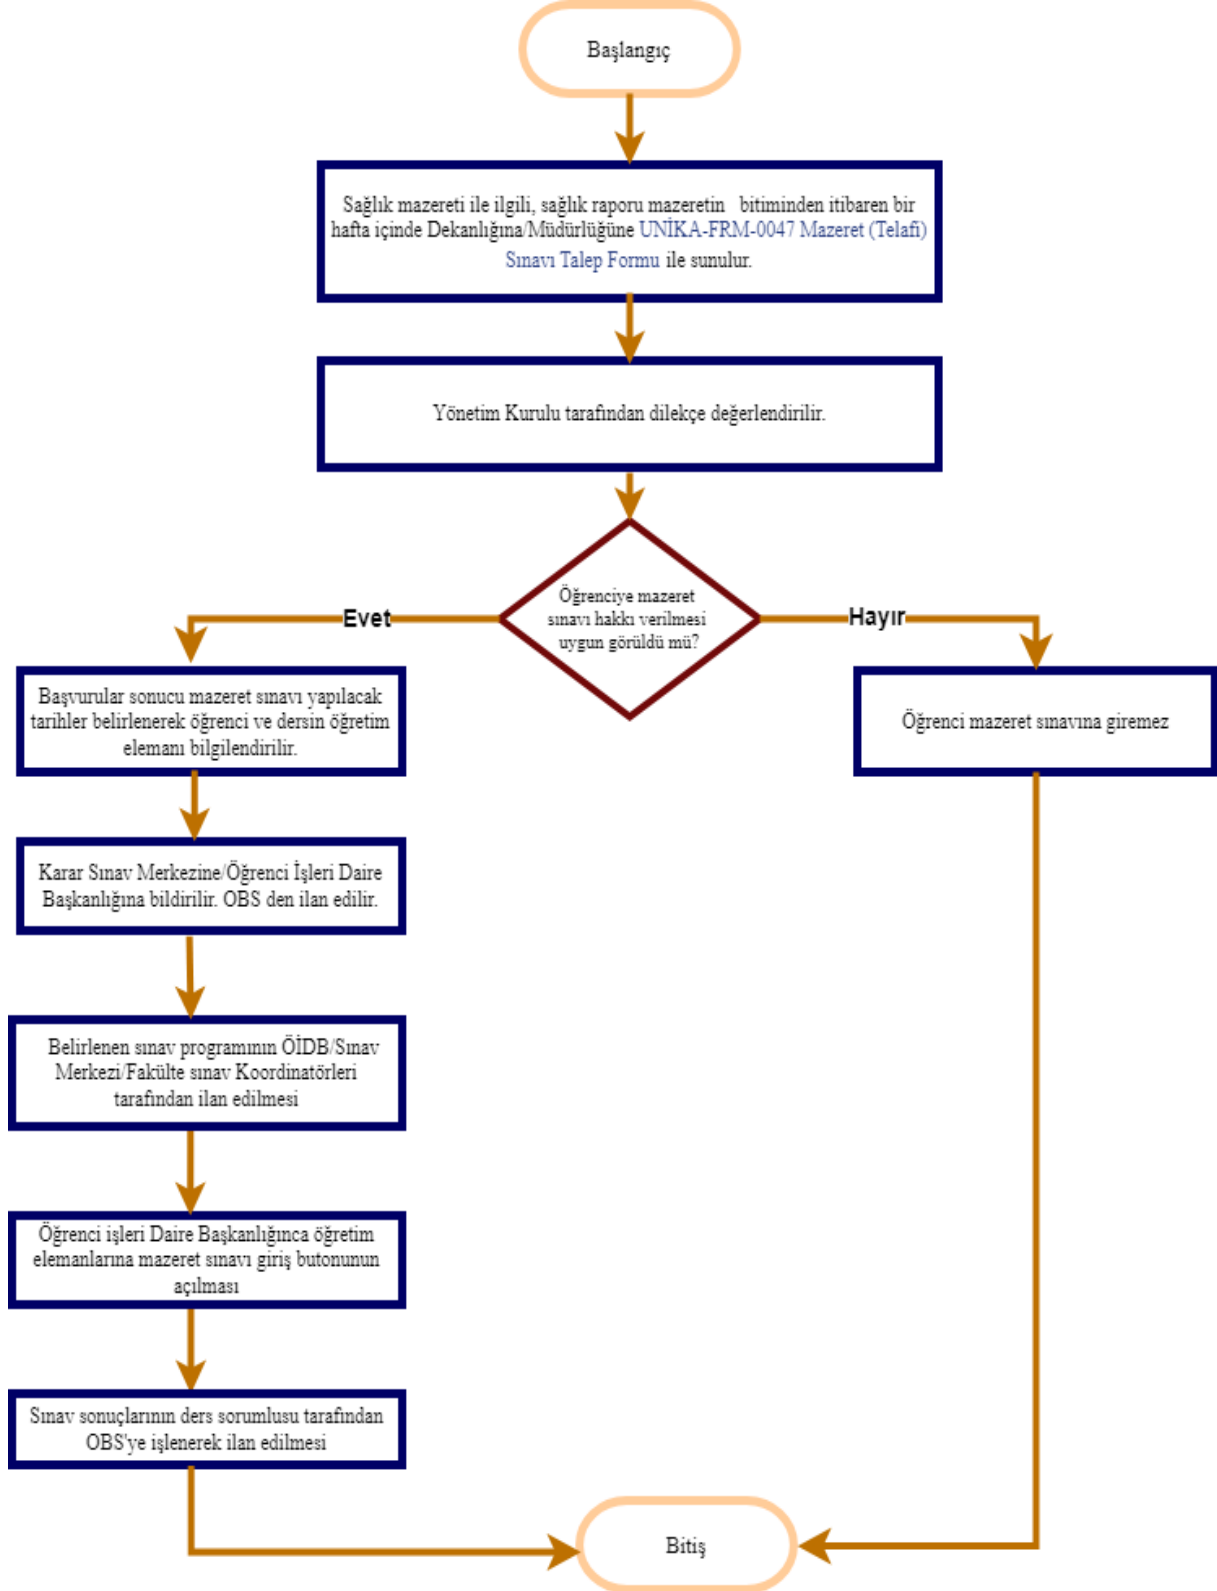 Başlangıç
Sağlık mazereti ile ilgili, sağlık raporu mazeretin bitiminden itibaren bir
hafta içinde Dekanlığına/Müdürlüğüne UNİKA-FRM-0047 Mazeret (Telafi)
Sınavı Talep Formu ile sunulur.
Yönetim Kurulu tarafından dilekçe değerlendirilir.
Öğrenciye mazeret
sınavı hakkı verilmesi
uygun görüldü mü?
Evet
Hayır
Başvurular sonucu mazeret sınavı yapılacak
tarihler belirlenerek öğrenci ve dersin öğretim
elemanı bilgilendirilir.
Öğrenci mazeret sınavına giremez
Karar Sınav Merkezine/Öğrenci İşleri Daire
Başkanlığına bildirilir. OBS den ilan edilir.
Belirlenen sınav programının ÖİDB/Sınav
Merkezi/Fakülte sınav Koordinatörleri
tarafından ilan edilmesi
Öğrenci işleri Daire Başkanlığınca öğretim
elemanlarına mazeret sınavı giriş butonunun
açılması
Sınav sonuçlarının ders sorumlusu tarafından
OBS'ye işlenerek ilan edilmesi
Bitiş